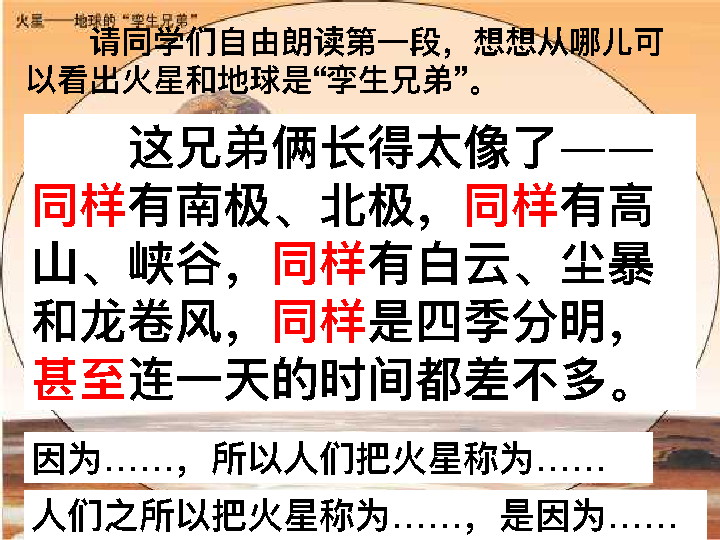 火星——地球的“孪生兄弟”
请同学们自由朗读第一段，想想从哪儿可
以看出火星和地球是“孪生兄弟”。
这兄弟俩长得太像了——
同样有南极、北极，同样有高
山、峡谷，同样有白云、尘暴
和龙卷风，同样是四季分明，
甚至连一天的时间都差不多。
因为……，所以人们把火星称为……
人们之所以把火星称为……，是因为……